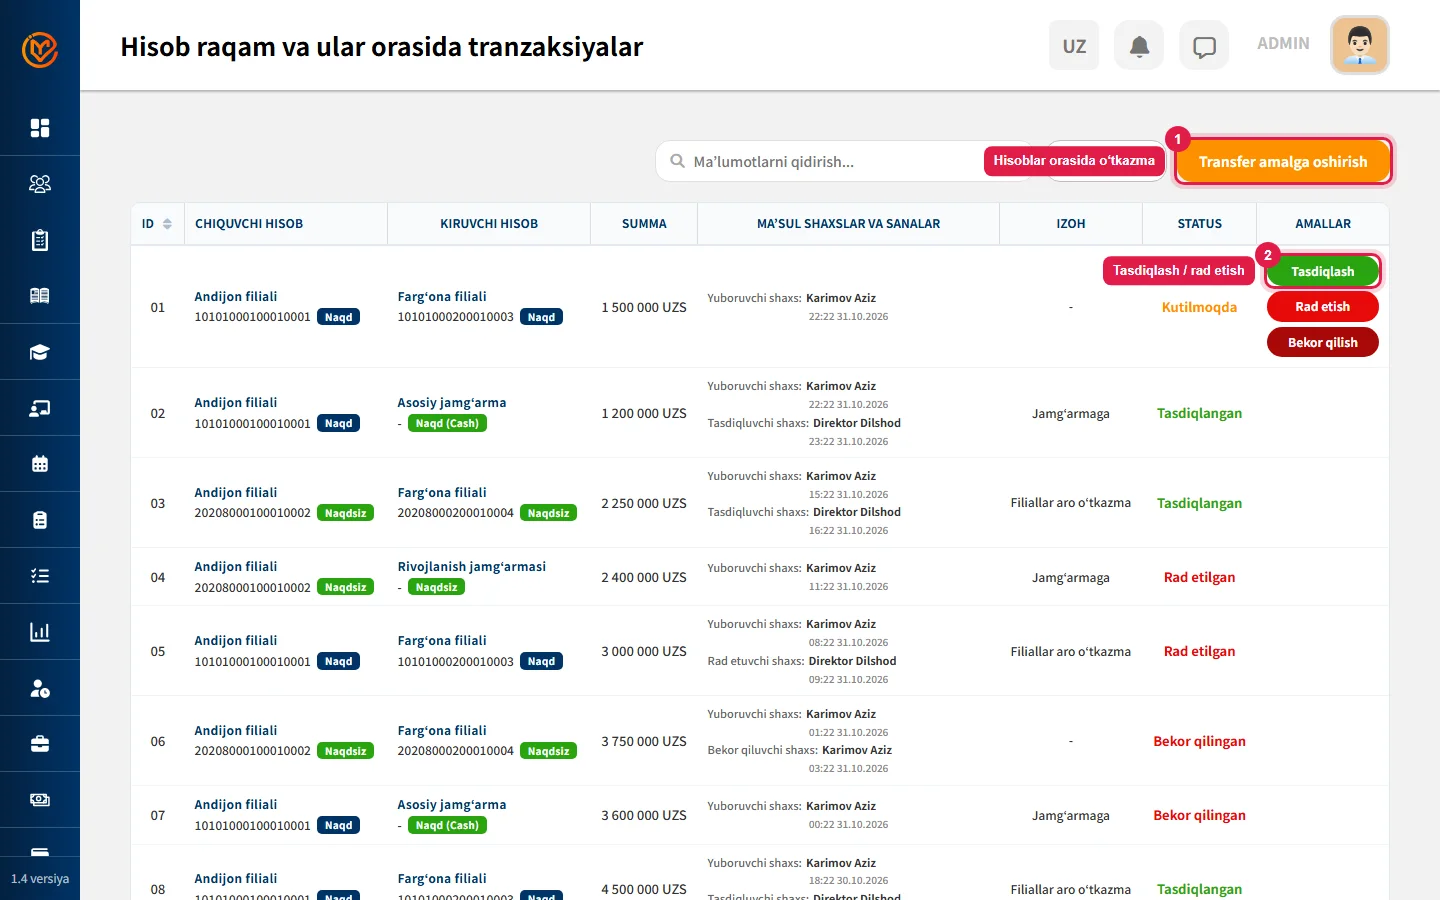 Hisob raqam va ular orasida tranzaksiyalar
UZ
ADMIN
Ma’lumotlarni qidirish...
Hisoblar orasida o‘tkazma
1
Transfer amalga oshirish
ID CHIQUVCHI HISOB KIRUVCHI HISOB SUMMA MA’SUL SHAXSLAR VA SANALAR IZOH STATUS AMALLAR
01
Andijon filiali
10101000100010001 Naqd
Farg‘ona filiali
10101000200010003 Naqd
1 500 000 UZS
Yuboruvchi shaxs: Karimov Aziz
22:22 31.10.2026
-
Kutilmoqda
Tasdiqlash / rad etish
2
Tasdiqlash
Rad etish
Bekor qilish
02
Andijon filiali
10101000100010001 Naqd
Asosiy jamg‘arma
- Naqd (Cash)
1 200 000 UZS
Yuboruvchi shaxs: Karimov Aziz
22:22 31.10.2026
Tasdiqluvchi shaxs: Direktor Dilshod
23:22 31.10.2026
Jamg‘armaga
Tasdiqlangan
03
Andijon filiali
20208000100010002 Naqdsiz
Farg‘ona filiali
20208000200010004 Naqdsiz
2 250 000 UZS
Yuboruvchi shaxs: Karimov Aziz
15:22 31.10.2026
Tasdiqluvchi shaxs: Direktor Dilshod
16:22 31.10.2026
Filiallar aro o‘tkazma
Tasdiqlangan
04
Andijon filiali
20208000100010002 Naqdsiz
Rivojlanish jamg‘armasi
- Naqdsiz
2 400 000 UZS
Yuboruvchi shaxs: Karimov Aziz
11:22 31.10.2026
Jamg‘armaga
Rad etilgan
05
Andijon filiali
10101000100010001 Naqd
Farg‘ona filiali
10101000200010003 Naqd
3 000 000 UZS
Yuboruvchi shaxs: Karimov Aziz
08:22 31.10.2026
Rad etuvchi shaxs: Direktor Dilshod
09:22 31.10.2026
Filiallar aro o‘tkazma
Rad etilgan
06
Andijon filiali
20208000100010002 Naqdsiz
Farg‘ona filiali
20208000200010004 Naqdsiz
3 750 000 UZS
Yuboruvchi shaxs: Karimov Aziz
01:22 31.10.2026
Bekor qiluvchi shaxs: Karimov Aziz
03:22 31.10.2026
-
Bekor qilingan
07
Andijon filiali
10101000100010001 Naqd
Asosiy jamg‘arma
- Naqd (Cash)
3 600 000 UZS
Yuboruvchi shaxs: Karimov Aziz
00:22 31.10.2026
Jamg‘armaga
Bekor qilingan
08
Andijon filiali
10101000100010001 Naqd
Farg‘ona filiali
10101000200010003 Naqd
4 500 000 UZS
Yuboruvchi shaxs: Karimov Aziz
18:22 30.10.2026
Tasdiqluvchi shaxs: Direktor Dilshod
Filiallar aro o‘tkazma
Tasdiqlangan
1.4 versiya